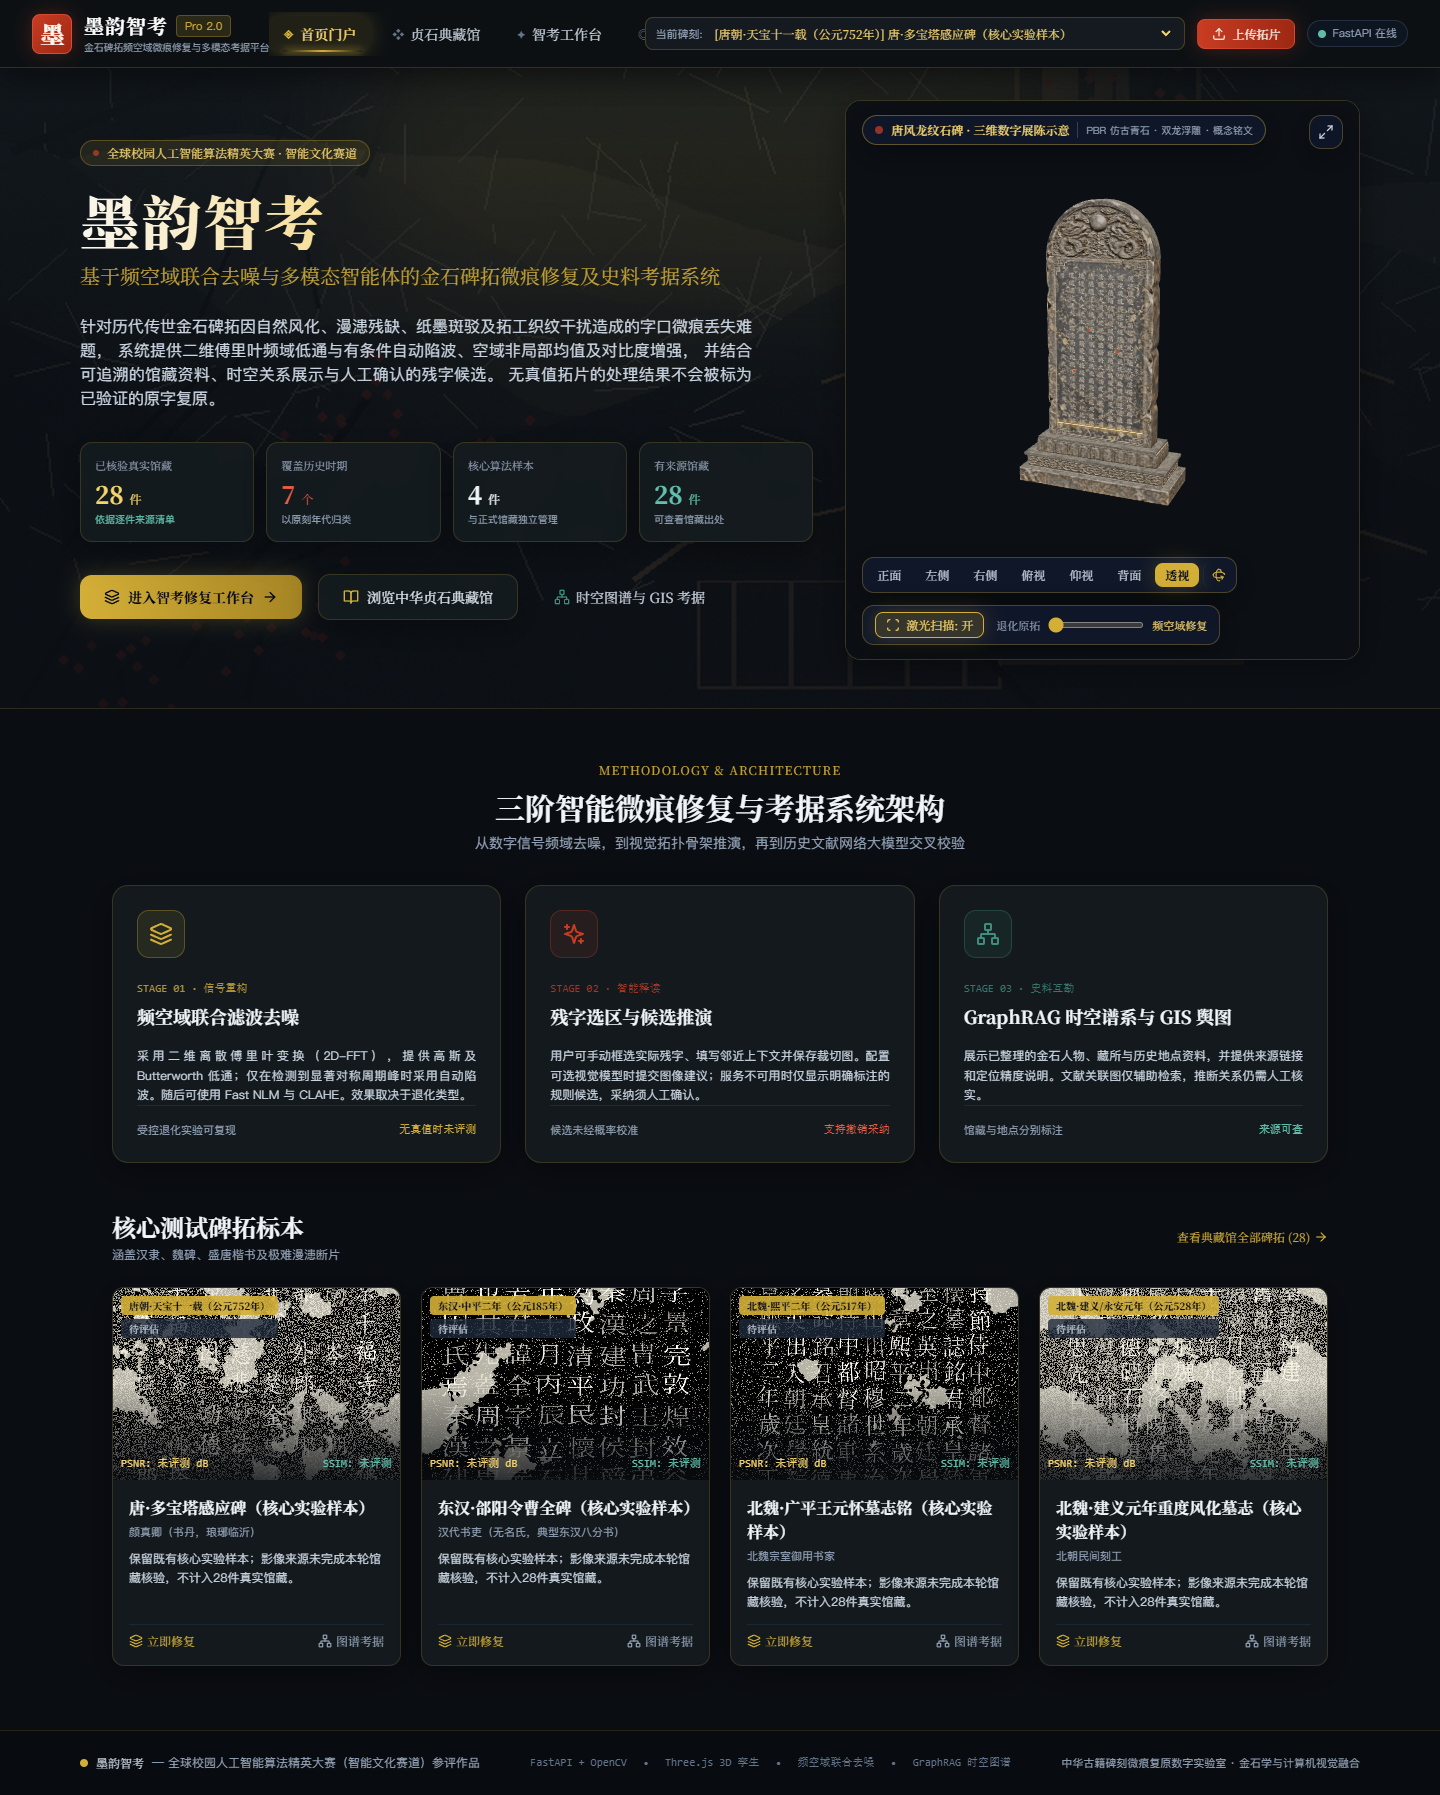 墨
墨韵智考 Pro 2.0
金石碑拓频空域微痕修复与多模态考据平台
首页门户
贞石典藏馆
智考工作台
当前碑刻: [唐朝·天宝十一载（公元752年）] 唐·多宝塔感应碑（核心实验样本）
上传拓片
FastAPI 在线
全球校园人工智能算法精英大赛 · 智能文化赛道
墨韵智考
基于频空域联合去噪与多模态智能体的金石碑拓微痕修复及史料考据系统
针对历代传世金石碑拓因自然风化、漫漶残缺、纸墨斑驳及拓工织纹干扰造成的字口微痕丢失难
题， 系统提供二维傅里叶频域低通与有条件自动陷波、空域非局部均值及对比度增强， 并结合
可追溯的馆藏资料、时空关系展示与人工确认的残字候选。 无真值拓片的处理结果不会被标为
已验证的原字复原。
已核验真实馆藏
28 件
依据逐件来源清单
覆盖历史时期
7 个
以原刻年代归类
核心算法样本
4 件
与正式馆藏独立管理
有来源馆藏
28 件
可查看馆藏出处
进入智考修复工作台
浏览中华贞石典藏馆
时空图谱与 GIS 考据
唐风龙纹石碑 · 三维数字展陈示意
PBR 仿古青石 · 双龙浮雕 · 概念铭文
正面 左侧 右侧 俯视 仰视 背面 透视
激光扫描: 开
退化原拓
频空域修复
METHODOLOGY & ARCHITECTURE
三阶智能微痕修复与考据系统架构
从数字信号频域去噪，到视觉拓扑骨架推演，再到历史文献网络大模型交叉校验
STAGE 01 · 信号重构
频空域联合滤波去噪
采用二维离散傅里叶变换（2D-FFT），提供高斯及
Butterworth 低通；仅在检测到显著对称周期峰时采用自动陷
波。随后可使用 Fast NLM 与 CLAHE。效果取决于退化类型。
受控退化实验可复现
无真值时未评测
STAGE 02 · 智能释读
残字选区与候选推演
用户可手动框选实际残字、填写邻近上下文并保存裁切图。配置
可选视觉模型时提交图像建议；服务不可用时仅显示明确标注的
规则候选，采纳须人工确认。
候选未经概率校准
支持撤销采纳
STAGE 03 · 史料互勘
GraphRAG 时空谱系与 GIS 舆图
展示已整理的金石人物、藏所与历史地点资料，并提供来源链接
和定位精度说明。文献关联图仅辅助检索，推断关系仍需人工核
实。
馆藏与地点分别标注
来源可查
核心测试碑拓标本
涵盖汉隶、魏碑、盛唐楷书及极难漫漶断片
查看典藏馆全部碑拓 (28)
唐朝·天宝十一载（公元752年）
待评估
PSNR: 未评测 dB
SSIM: 未评测
唐·多宝塔感应碑（核心实验样本）
颜真卿（书丹，琅琊临沂）
保留既有核心实验样本；影像来源未完成本轮馆
藏核验，不计入28件真实馆藏。
立即修复
图谱考据
东汉·中平二年（公元185年）
待评估
PSNR: 未评测 dB
SSIM: 未评测
东汉·郃阳令曹全碑（核心实验样本）
汉代书吏（无名氏，典型东汉八分书）
保留既有核心实验样本；影像来源未完成本轮馆
藏核验，不计入28件真实馆藏。
立即修复
图谱考据
北魏·熙平二年（公元517年）
待评估
PSNR: 未评测 dB
SSIM: 未评测
北魏·广平王元怀墓志铭（核心实验
样本）
北魏宗室御用书家
保留既有核心实验样本；影像来源未完成本轮馆
藏核验，不计入28件真实馆藏。
立即修复
图谱考据
北魏·建义/永安元年（公元528年）
待评估
PSNR: 未评测 dB
SSIM: 未评测
北魏·建义元年重度风化墓志（核心
实验样本）
北朝民间刻工
保留既有核心实验样本；影像来源未完成本轮馆
藏核验，不计入28件真实馆藏。
立即修复
图谱考据
墨韵智考 — 全球校园人工智能算法精英大赛（智能文化赛道）参评作品
FastAPI + OpenCV • Three.js 3D 孪生 • 频空域联合去噪 • GraphRAG 时空图谱
中华古籍碑刻微痕复原数字实验室 · 金石学与计算机视觉融合